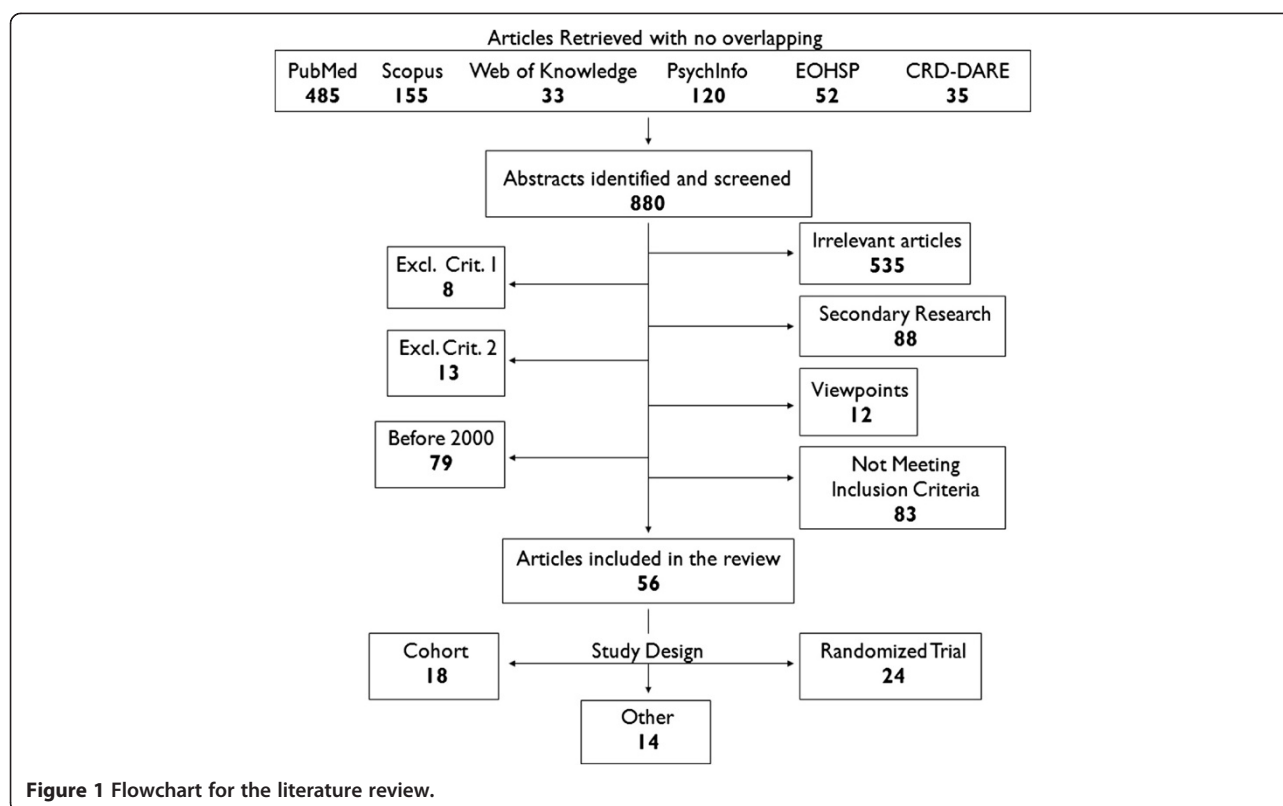 Articles Retrieved with no overlapping
PubMed Scopus Web of Knowledge PsychInfo EOHSP CRD-DARE
485 155 33 120 52 35
Abstracts identified and screened
880
Irrelevant articles
535
Excl. Crit. 1
8
Secondary Research
88
Excl. Crit. 2
13
Viewpoints
12
Before 2000
79
Not Meeting
Inclusion Criteria
83
Articles included in the review
56
Cohort
18
Study Design
Randomized Trial
24
Other
14
Figure 1 Flowchart for the literature review.